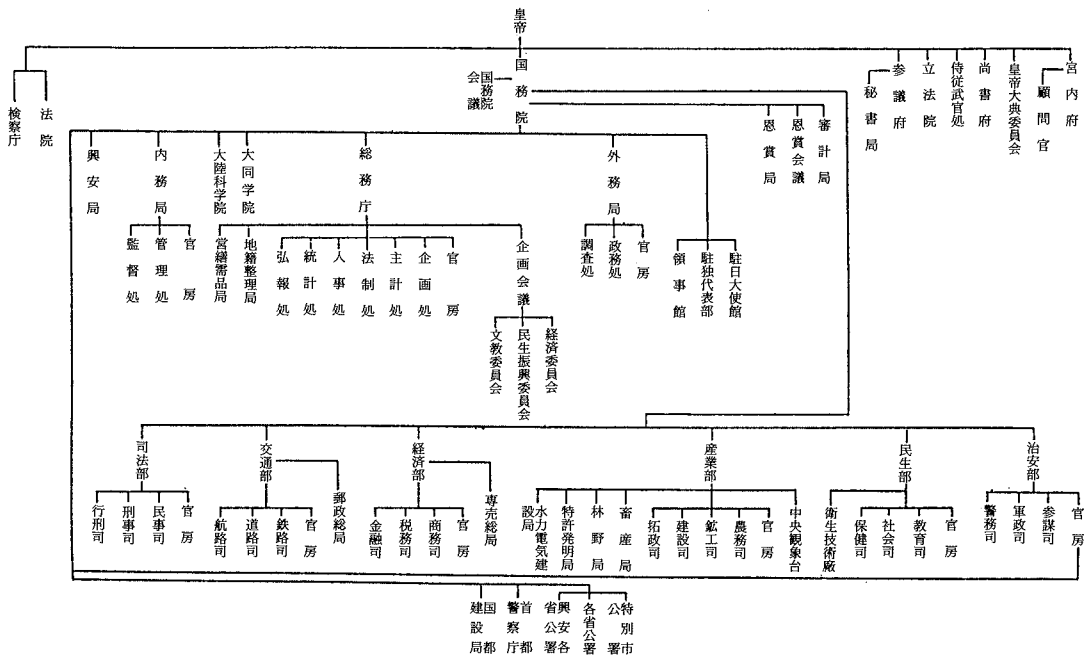 皇帝
宮内府
顧問官
皇帝大典委員会
尚書府
侍従武官処
立法院
参議府
秘書局
国務院
国務院会議
法院
検察庁
審計局
恩賞会議
恩賞局
駐日大使館
駐独代表部
領事館
外務局
官房
政務処
調査処
総務庁
企画会議
経済委員会
民生振興委員会
文教委員会
官房
企画処
主計処
法制処
人事処
統計処
弘報処
地籍整理局
営繕需品局
大同学院
大陸科学院
内務局
官房
管理処
監督処
興安局
治安部
官房
参謀司
軍政司
警務司
民生部
官房
教育司
社会司
保健司
衛生技術廠
産業部
中央観象台
官房
農務司
鉱工司
建設司
拓政司
畜産局
林野局
特許発明局
水力電気建設局
経済部
専売総局
官房
商務司
税務司
金融司
交通部
郵政総局
官房
鉄路司
道路司
航路司
司法部
官房
民事司
刑事司
行刑司
特別市公署
各省公署
興安各省公署
首都警察庁
国都建設局